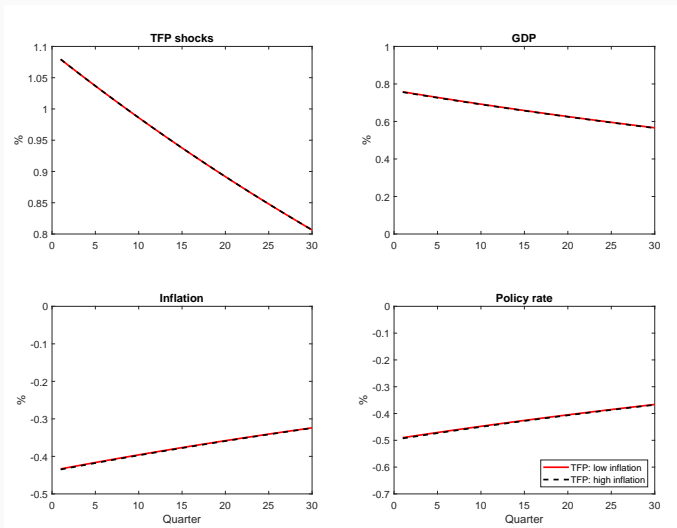 TFP shocks
1.1
1.05
1
0.95
0.9
0.85
0.8
%
0 5 10 15 20 25 30
GDP
1
0.8
0.6
0.4
0.2
0
%
0 5 10 15 20 25 30
Inflation
0
-0.1
-0.2
-0.3
-0.4
-0.5
%
0 5 10 15 20 25 30
Quarter
Policy rate
0
-0.1
-0.2
-0.3
-0.4
-0.5
-0.6
-0.7
%
TFP: low inflation
TFP: high inflation
0 5 10 15 20 25 30
Quarter